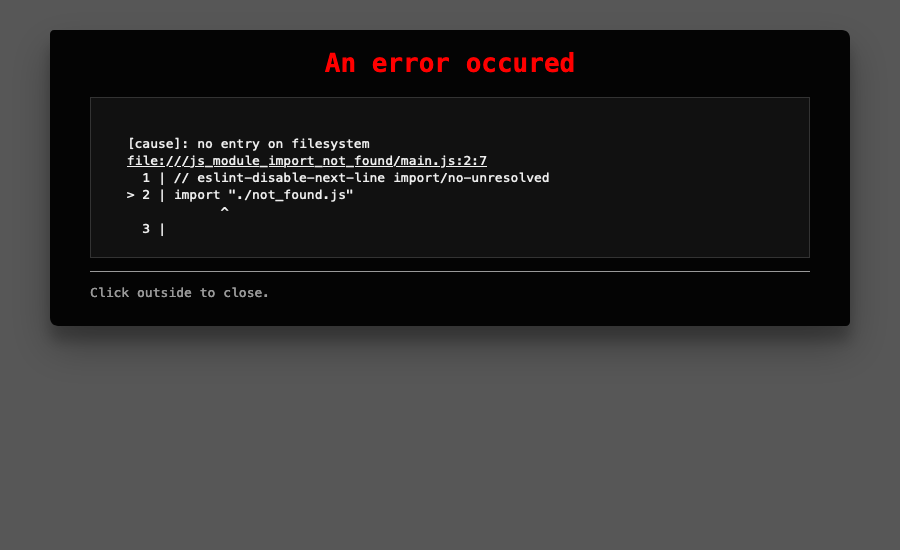 An error occured
[cause]: no entry on filesystem
file:///js_module_import_not_found/main.js:2:7
  1 | // eslint-disable-next-line import/no-unresolved
> 2 | import "./not_found.js"
            ^
  3 |
Click outside to close.